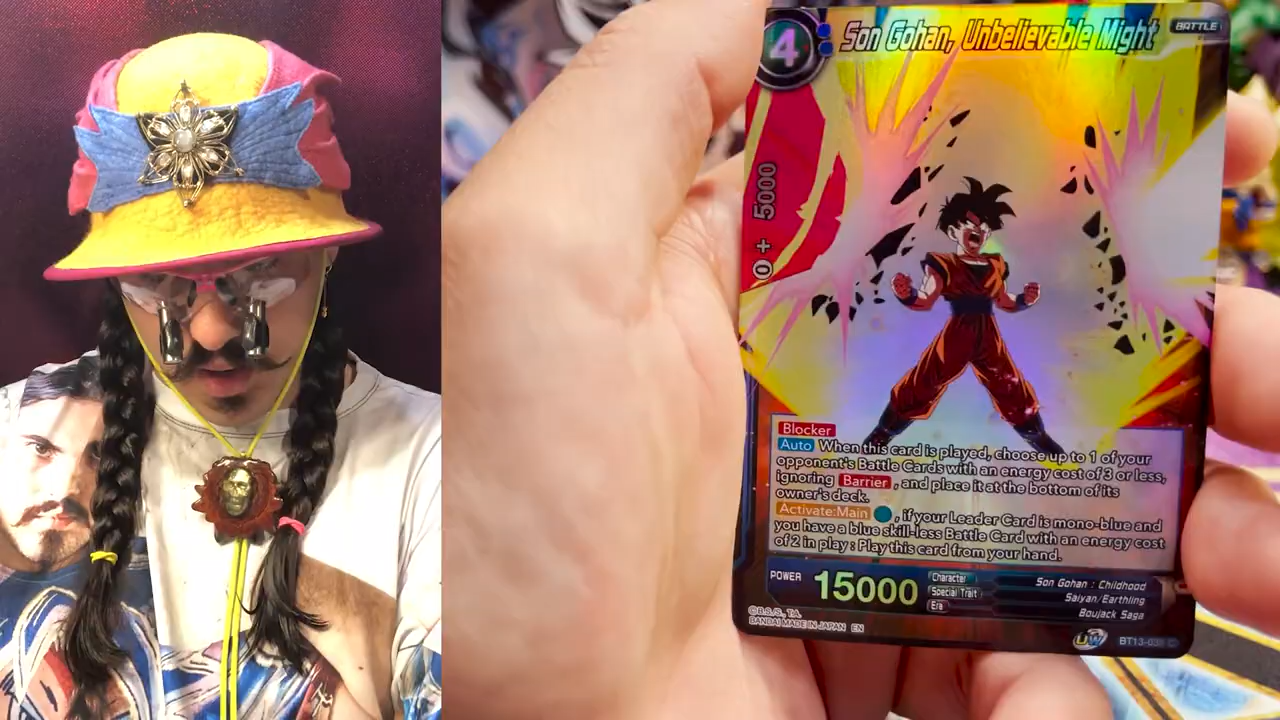 4
Son Gohan, Unbelievable Might
BATTLE
5000
0 +
Blocker
Auto When this card is played, choose up to 1 of your
opponent's Battle Cards with an energy cost of 3 or less,
ignoring Barrier, and place it at the bottom of its
owner's deck.
Activate:Main , if your Leader Card is mono-blue and
you have a blue skill-less Battle Card with an energy cost
of 2 in play : Play this card from your hand.
POWER 15000
Character Son Gohan : Childhood
Special Trait Saiyan/Earthling
Era Boujack Saga
©B.S./S., T.A.
BANDAI MADE IN JAPAN EN
UW